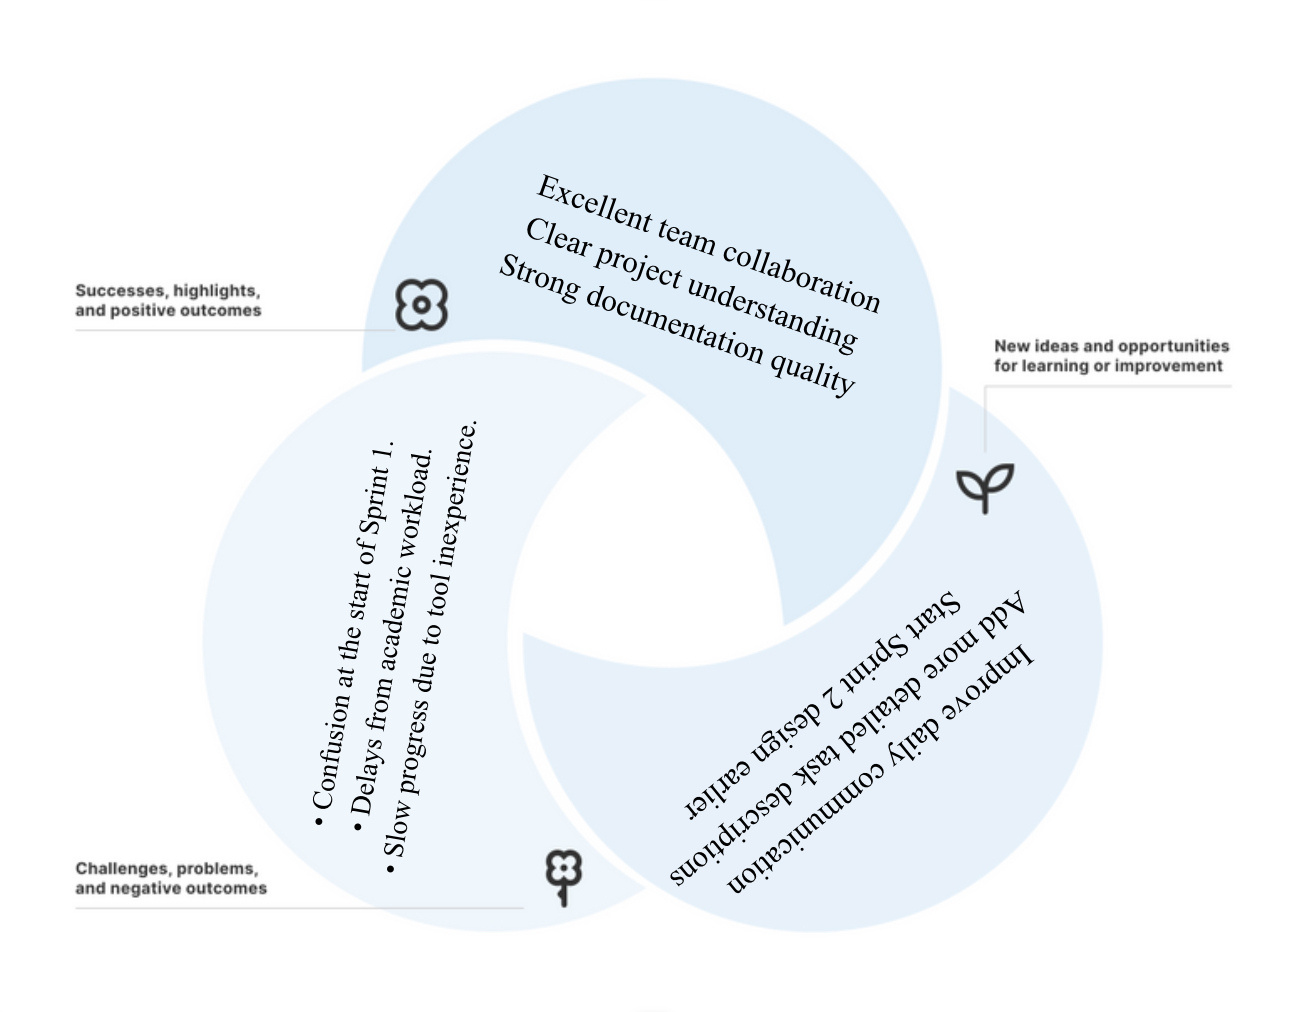 Excellent team collaboration
Clear project understanding
Strong documentation quality
Successes, highlights,
and positive outcomes
New ideas and opportunities
for learning or improvement
• Confusion at the start of Sprint 1.
• Delays from academic workload.
• Slow progress due to tool inexperience.
Improve daily communication
Add more detailed task descriptions
Start Sprint 2 design earlier
Challenges, problems,
and negative outcomes